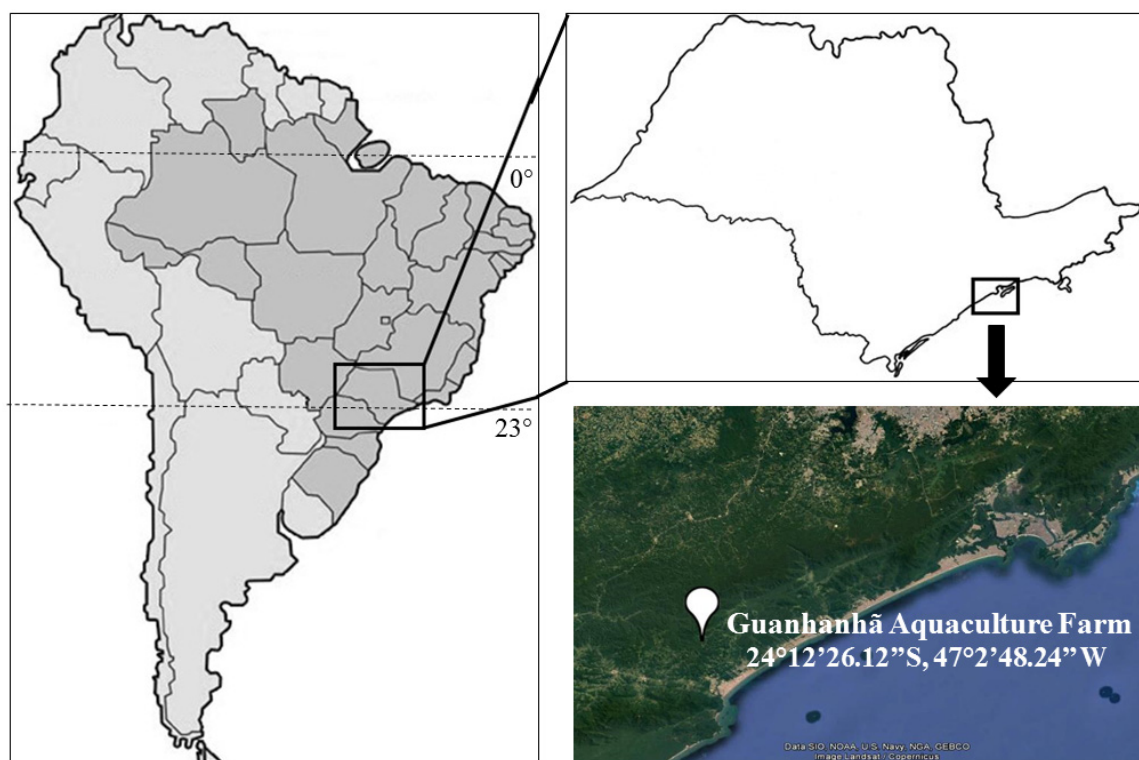 0°
23°
Guanhanhã Aquaculture Farm
24°12’26.12”S, 47°2’48.24” W
Data SIO, NOAA, U.S. Navy, NGA, GEBCO
Image Landsat / Copernicus